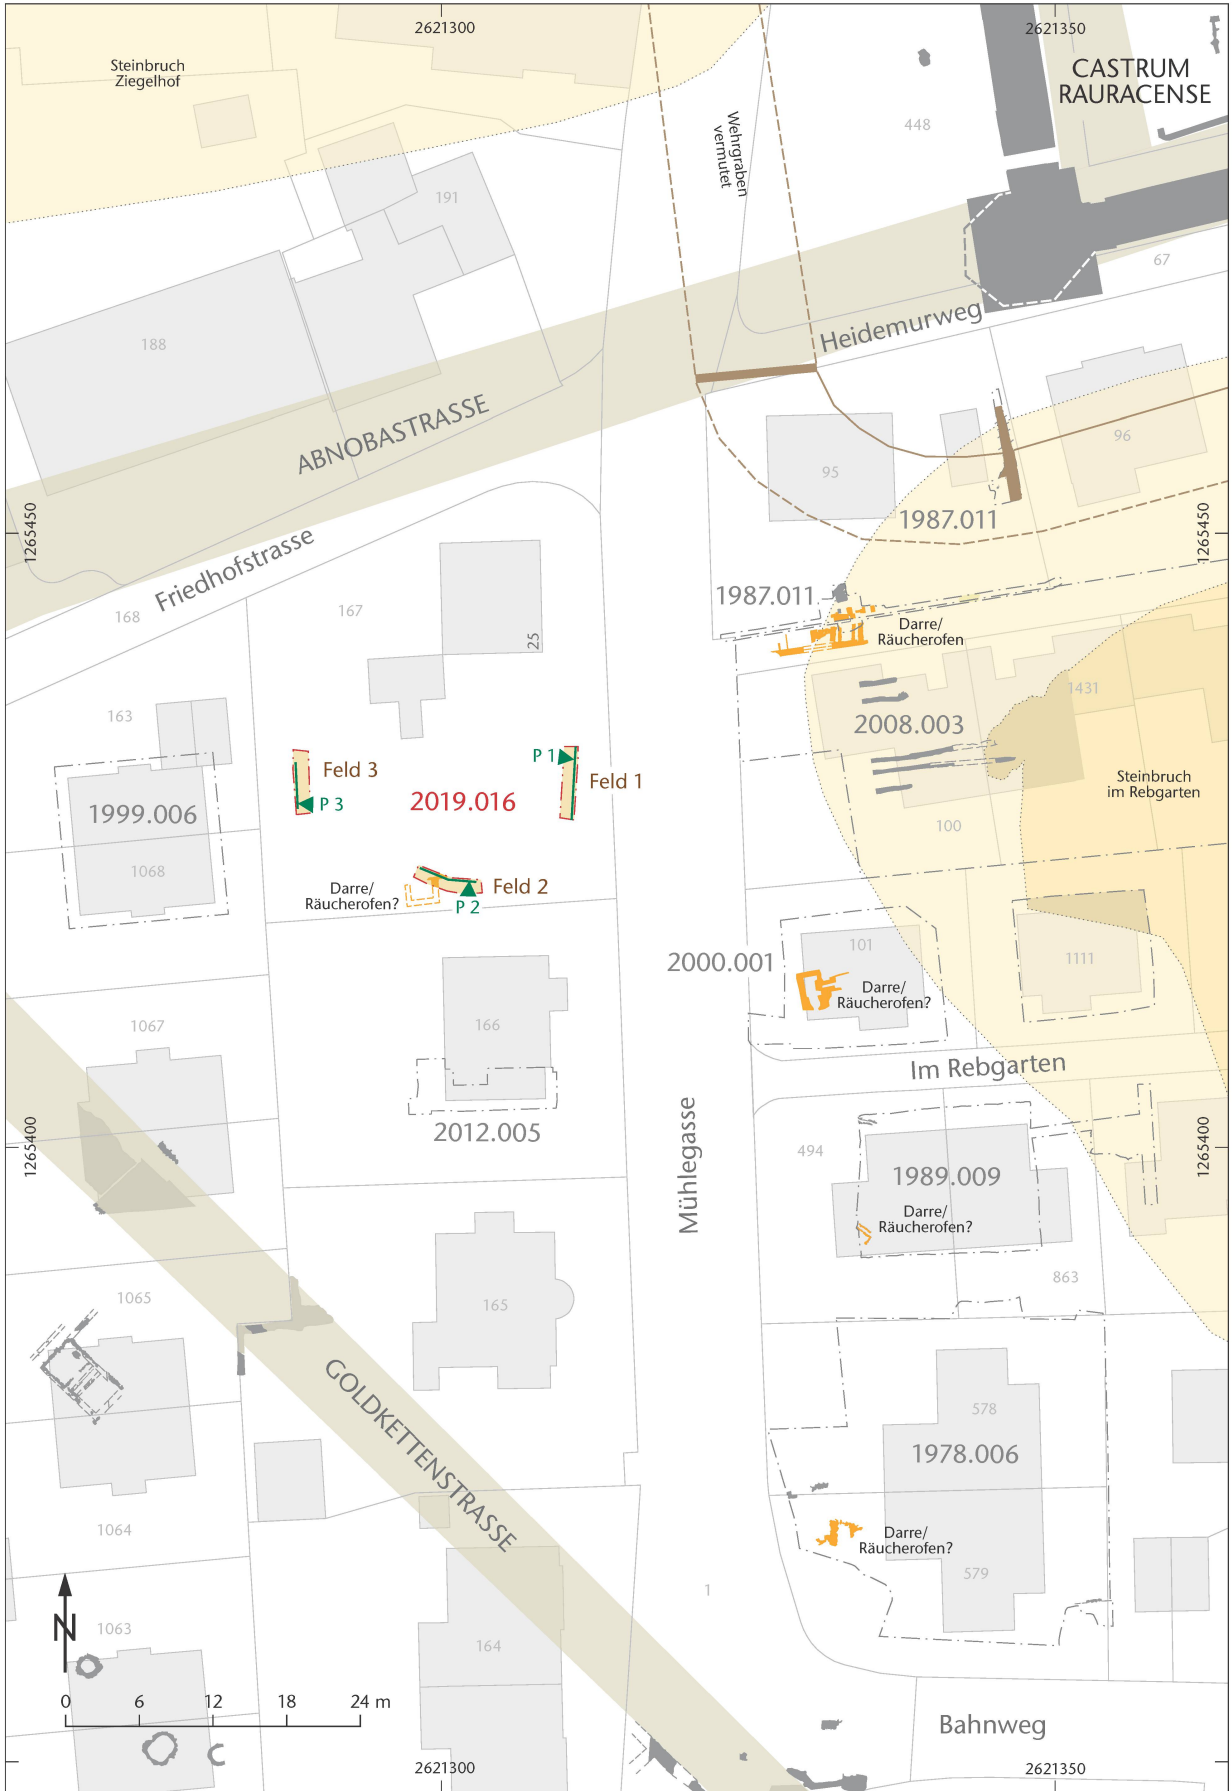 2621300
2621350
Steinbruch
Ziegelhof
CASTRUM
RAURACENSE
448
Wehrgraben
vermutet
191
67
188
Heidemurweg
ABNOBASTRASSE
96
95
1987.011
1265450
1265450
Friedhofstrasse
1987.011
168
167
25
Darre/
Räucherofen
163
1431
2008.003
P 1
Feld 3
Feld 1
Steinbruch
im Rebgarten
P 3
2019.016
1999.006
100
1068
Darre/
Räucherofen?
Feld 2
P 2
101
2000.001
1111
Darre/
Räucherofen?
1067
166
Im Rebgarten
1265400
2012.005
Mühlegasse
1265400
494
1989.009
Darre/
Räucherofen?
863
1065
165
GOLDKETTENSTRASSE
578
1978.006
1064
Darre/
Räucherofen?
579
1
N
1063
164
0 6 12 18 24 m
Bahnweg
2621300
2621350